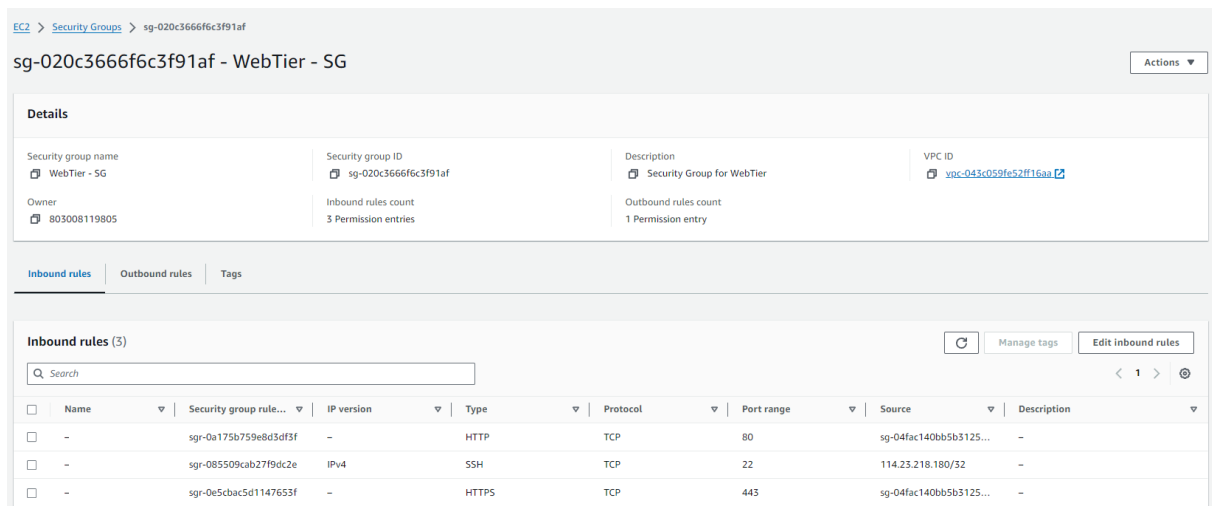 EC2 > Security Groups > sg-020c3666f6c3f91af
sg-020c3666f6c3f91af - WebTier - SG
Actions
Details
Security group name
WebTier - SG
Security group ID
sg-020c3666f6c3f91af
Description
Security Group for WebTier
VPC ID
vpc-043c059fe52ff16aa
Owner
803008119805
Inbound rules count
3 Permission entries
Outbound rules count
1 Permission entry
Inbound rules Outbound rules Tags
Inbound rules (3)
Manage tags Edit inbound rules
Search
< 1 >
Name Security group rule... IP version Type Protocol Port range Source Description
– sgr-0a175b759e8d3df3f – HTTP TCP 80 sg-04fac140bb5b3125... –
– sgr-085509cab27f9dc2e IPv4 SSH TCP 22 114.23.218.180/32 –
– sgr-0e5cbac5d1147653f – HTTPS TCP 443 sg-04fac140bb5b3125... –